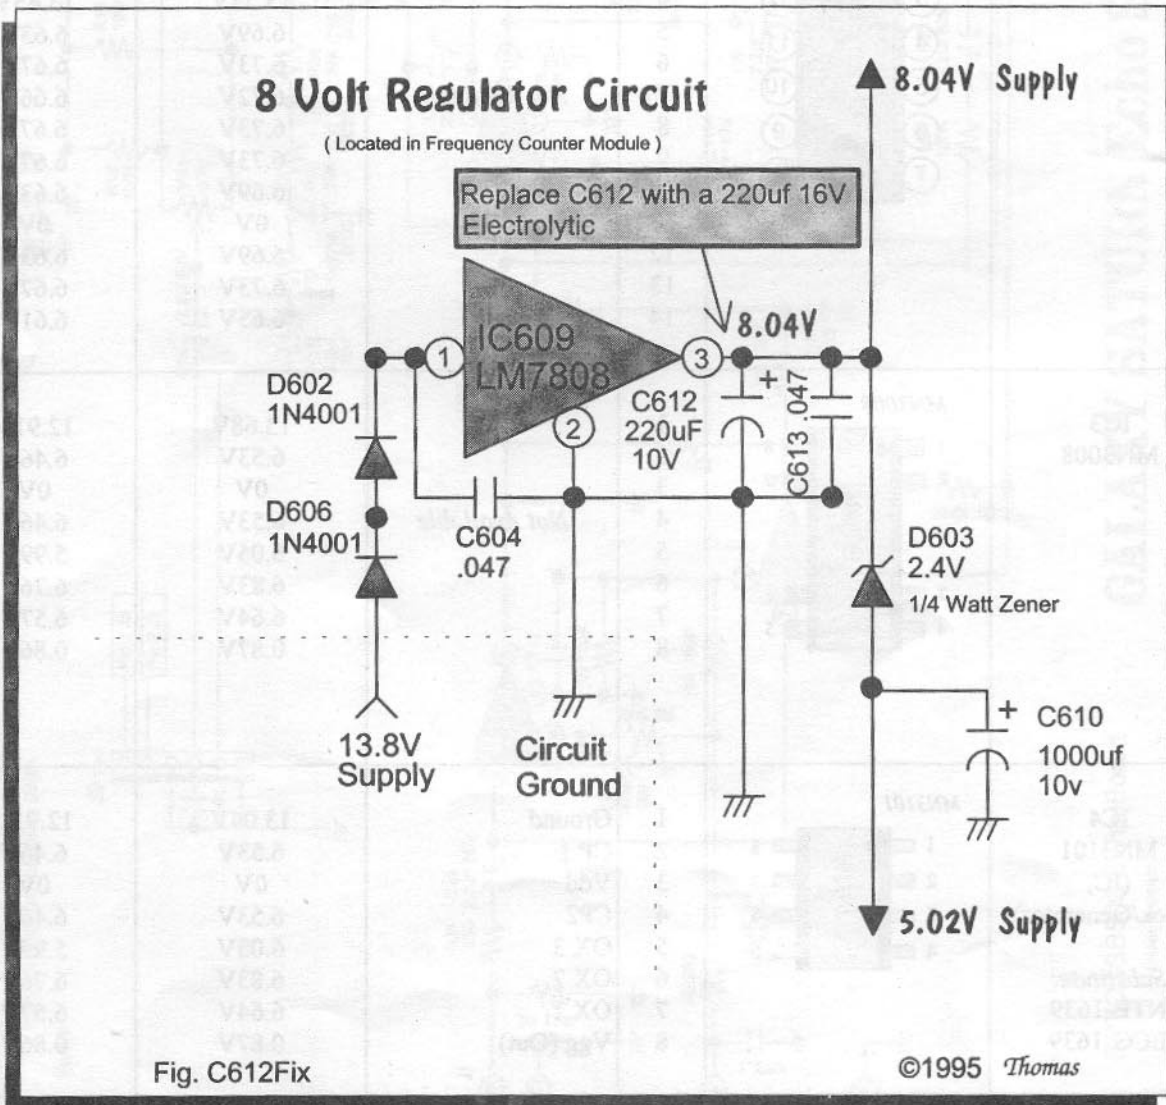 8 Volt Regulator Circuit
( Located in Frequency Counter Module )
8.04V Supply
Replace C612 with a 220uf 16V
Electrolytic
8.04V
1
IC609
LM7808
3
2
D602
1N4001
C612
220uF
10V
+
C613 .047
D606
1N4001
C604
.047
D603
2.4V
1/4 Watt Zener
13.8V
Supply
Circuit
Ground
+
C610
1000uf
10v
5.02V Supply
Fig. C612Fix
©1995 Thomas